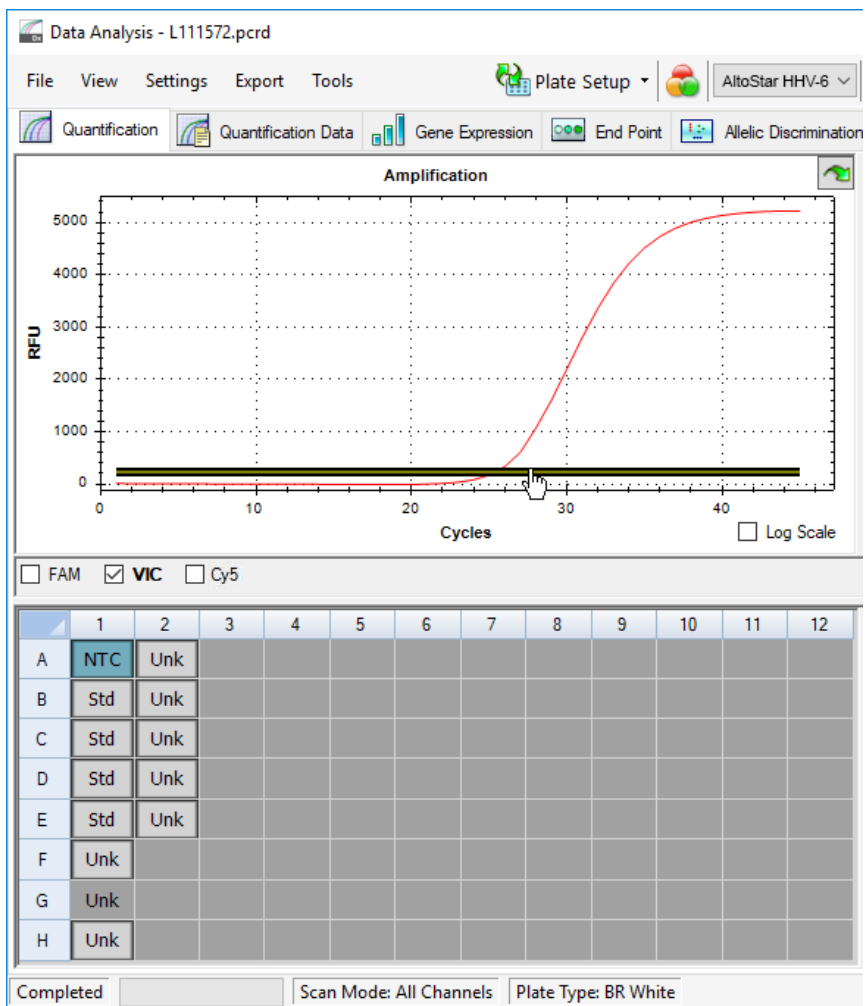 Data Analysis - L111572.pcrd
File View Settings Export Tools Plate Setup AltoStar HHV-6
Quantification Quantification Data Gene Expression End Point Allelic Discrimination
Amplification
5000
4000
3000
2000
1000
0
RFU
0 10 20 30 40
Cycles
Log Scale
FAM VIC Cy5
1 2 3 4 5 6 7 8 9 10 11 12
A NTC Unk
B Std Unk
C Std Unk
D Std Unk
E Std Unk
F Unk
G Unk
H Unk
Completed Scan Mode: All Channels Plate Type: BR White